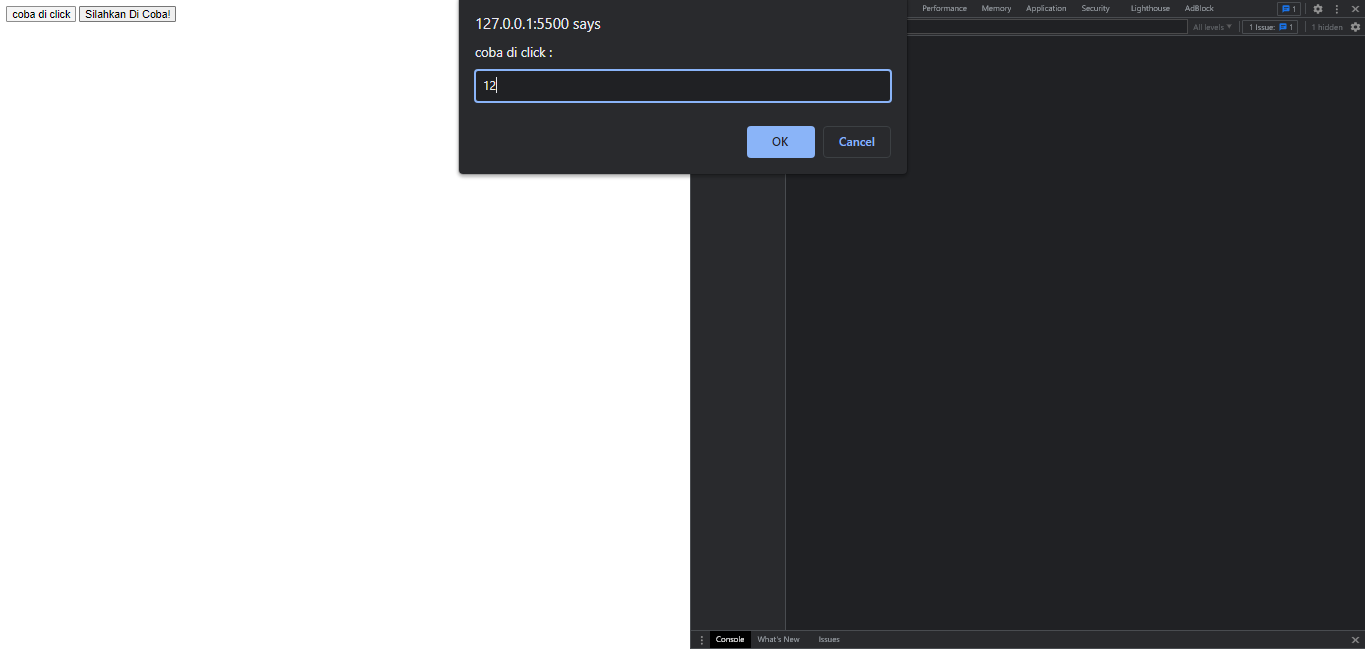 coba di click Silahkan Di Coba!
127.0.0.1:5500 says
coba di click :
12
OK Cancel
Performance Memory Application Security Lighthouse AdBlock 1
All levels 1 Issue: 1 1 hidden
Console What's New Issues